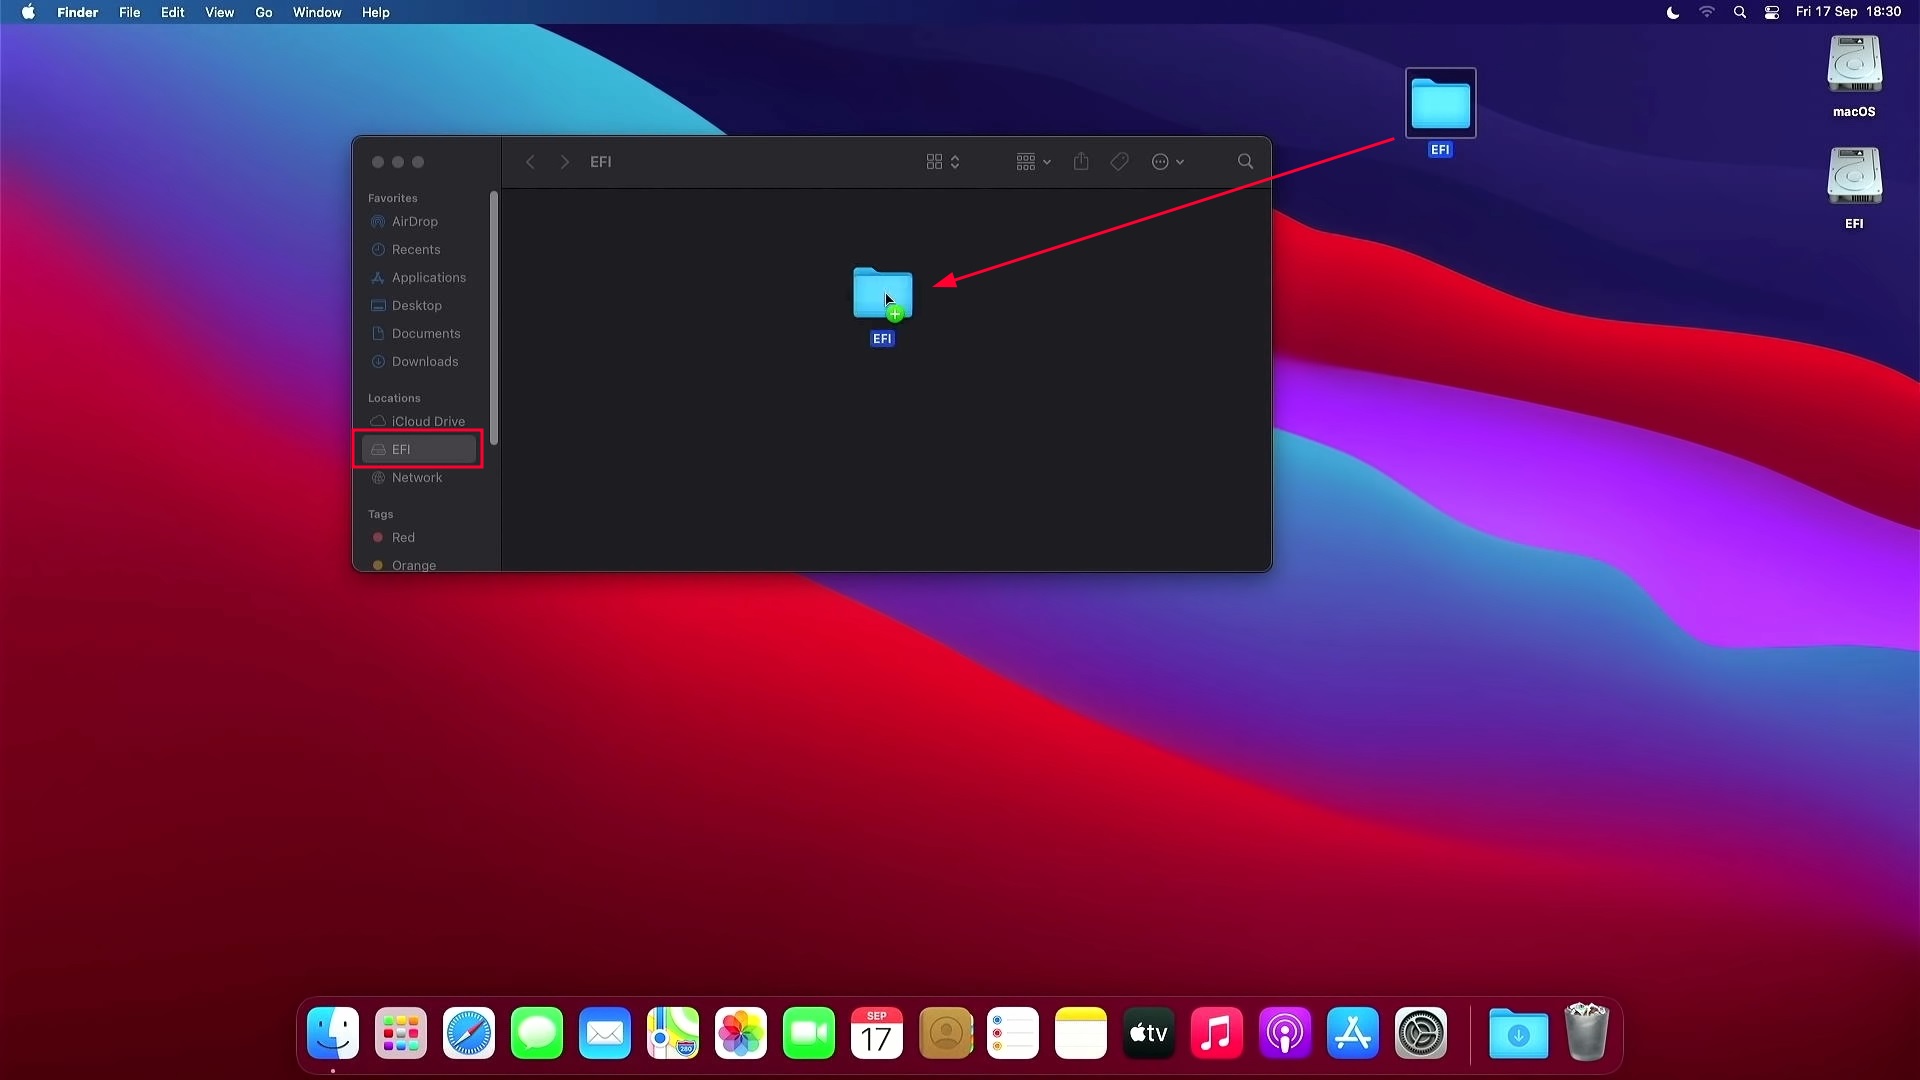 Finder File Edit View Go Window Help
Fri 17 Sep 18:30
macOS
EFI
EFI
EFI
Favorites
AirDrop
Recents
Applications
Desktop
Documents
Downloads
Locations
iCloud Drive
EFI
Network
Tags
Red
Orange
EFI
SEP
17
280
tv